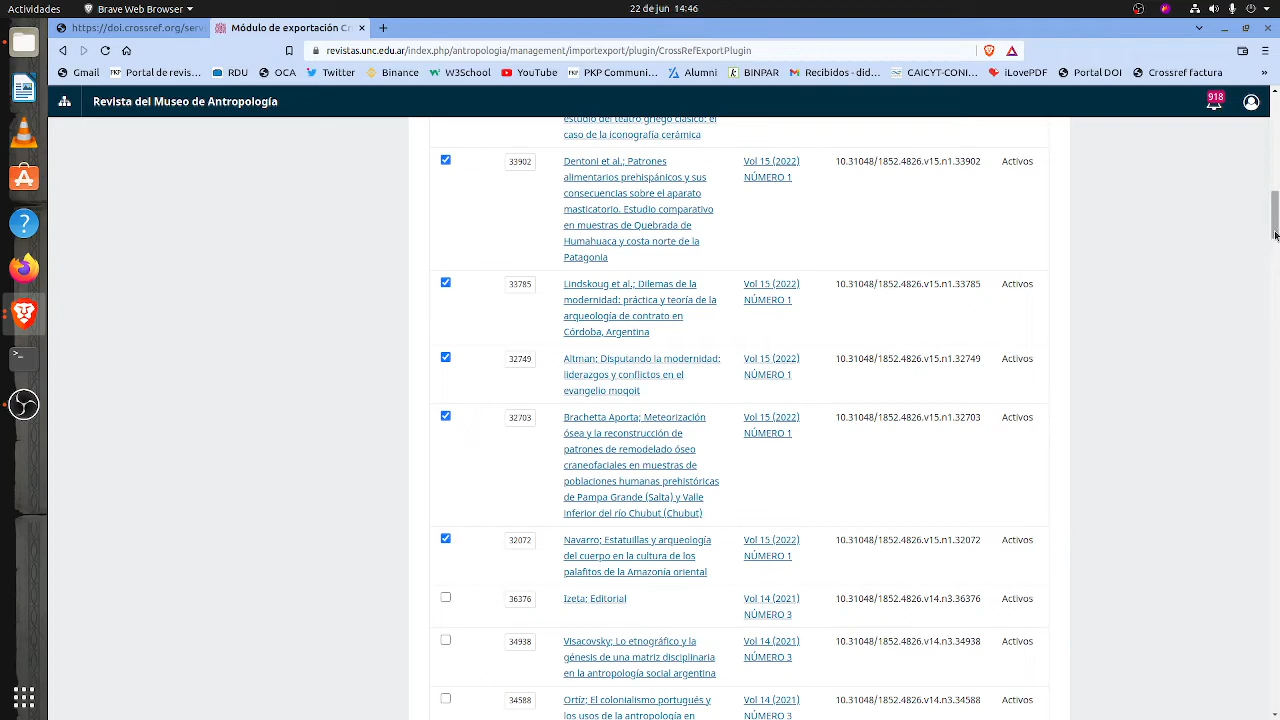 Actividades
Brave Web Browser
22 de jun 14:46
https://doi.crossref.org/serv
Módulo de exportación Cr
revistas.unc.edu.ar/index.php/antropologia/management/importexport/plugin/CrossRefExportPlugin
Gmail
Portal de revis...
RDU
OCA
Twitter
Binance
W3School
YouTube
PKP Communi...
Alumni
BINPAR
Recibidos - did...
CAICYT-CONI...
iLovePDF
Portal DOI
Crossref factura
»
Revista del Museo de Antropología
918
estudio del teatro griego clásico: el
caso de la iconografía cerámica
33902 Dentoni et al.; Patrones Vol 15 (2022) 10.31048/1852.4826.v15.n1.33902 Activos
alimentarios prehispánicos y sus NÚMERO 1
consecuencias sobre el aparato
masticatorio. Estudio comparativo
en muestras de Quebrada de
Humahuaca y costa norte de la
Patagonia
33785 Lindskoug et al.; Dilemas de la Vol 15 (2022) 10.31048/1852.4826.v15.n1.33785 Activos
modernidad: práctica y teoría de la NÚMERO 1
arqueología de contrato en
Córdoba, Argentina
32749 Altman; Disputando la modernidad: Vol 15 (2022) 10.31048/1852.4826.v15.n1.32749 Activos
liderazgos y conflictos en el NÚMERO 1
evangelio moqoit
32703 Brachetta Aporta; Meteorización Vol 15 (2022) 10.31048/1852.4826.v15.n1.32703 Activos
ósea y la reconstrucción de NÚMERO 1
patrones de remodelado óseo
craneofaciales en muestras de
poblaciones humanas prehistóricas
de Pampa Grande (Salta) y Valle
inferior del río Chubut (Chubut)
32072 Navarro; Estatuillas y arqueología Vol 15 (2022) 10.31048/1852.4826.v15.n1.32072 Activos
del cuerpo en la cultura de los NÚMERO 1
palafitos de la Amazonía oriental
36376 Izeta; Editorial Vol 14 (2021) 10.31048/1852.4826.v14.n3.36376 Activos
NÚMERO 3
34938 Visacovsky; Lo etnográfico y la Vol 14 (2021) 10.31048/1852.4826.v14.n3.34938 Activos
génesis de una matriz disciplinaria NÚMERO 3
en la antropología social argentina
34588 Ortíz; El colonialismo portugués y Vol 14 (2021) 10.31048/1852.4826.v14.n3.34588 Activos
los usos de la antropología en NÚMERO 3